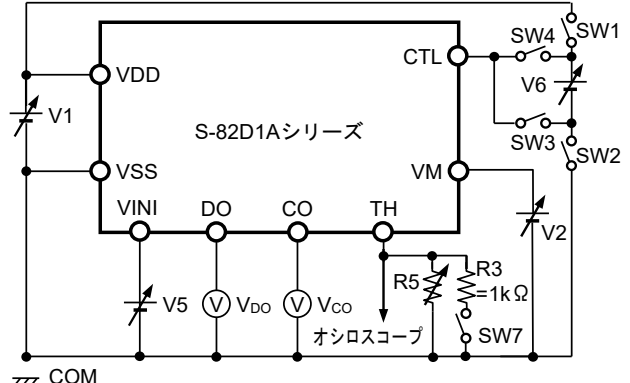 SW1
SW4
CTL
V6
VDD
V1
S-82D1Aシリーズ
SW3
SW2
VSS
VM
VINI
DO
CO
TH
V2
R5
R3
=1kΩ
V5
V VDO
V VCO
オシロスコープ
SW7
COM